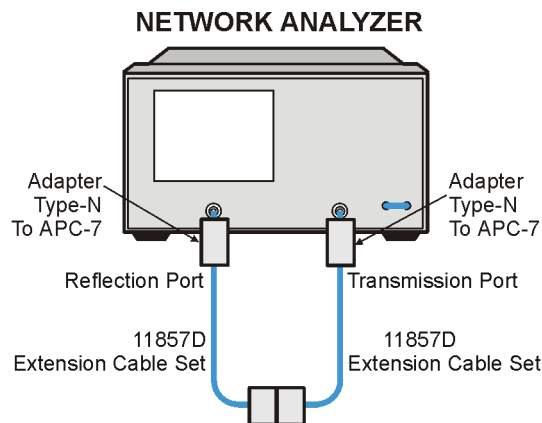 NETWORK ANALYZER
Adapter
Type-N
To APC-7
Adapter
Type-N
To APC-7
Reflection Port
Transmission Port
11857D
Extension Cable Set
11857D
Extension Cable Set